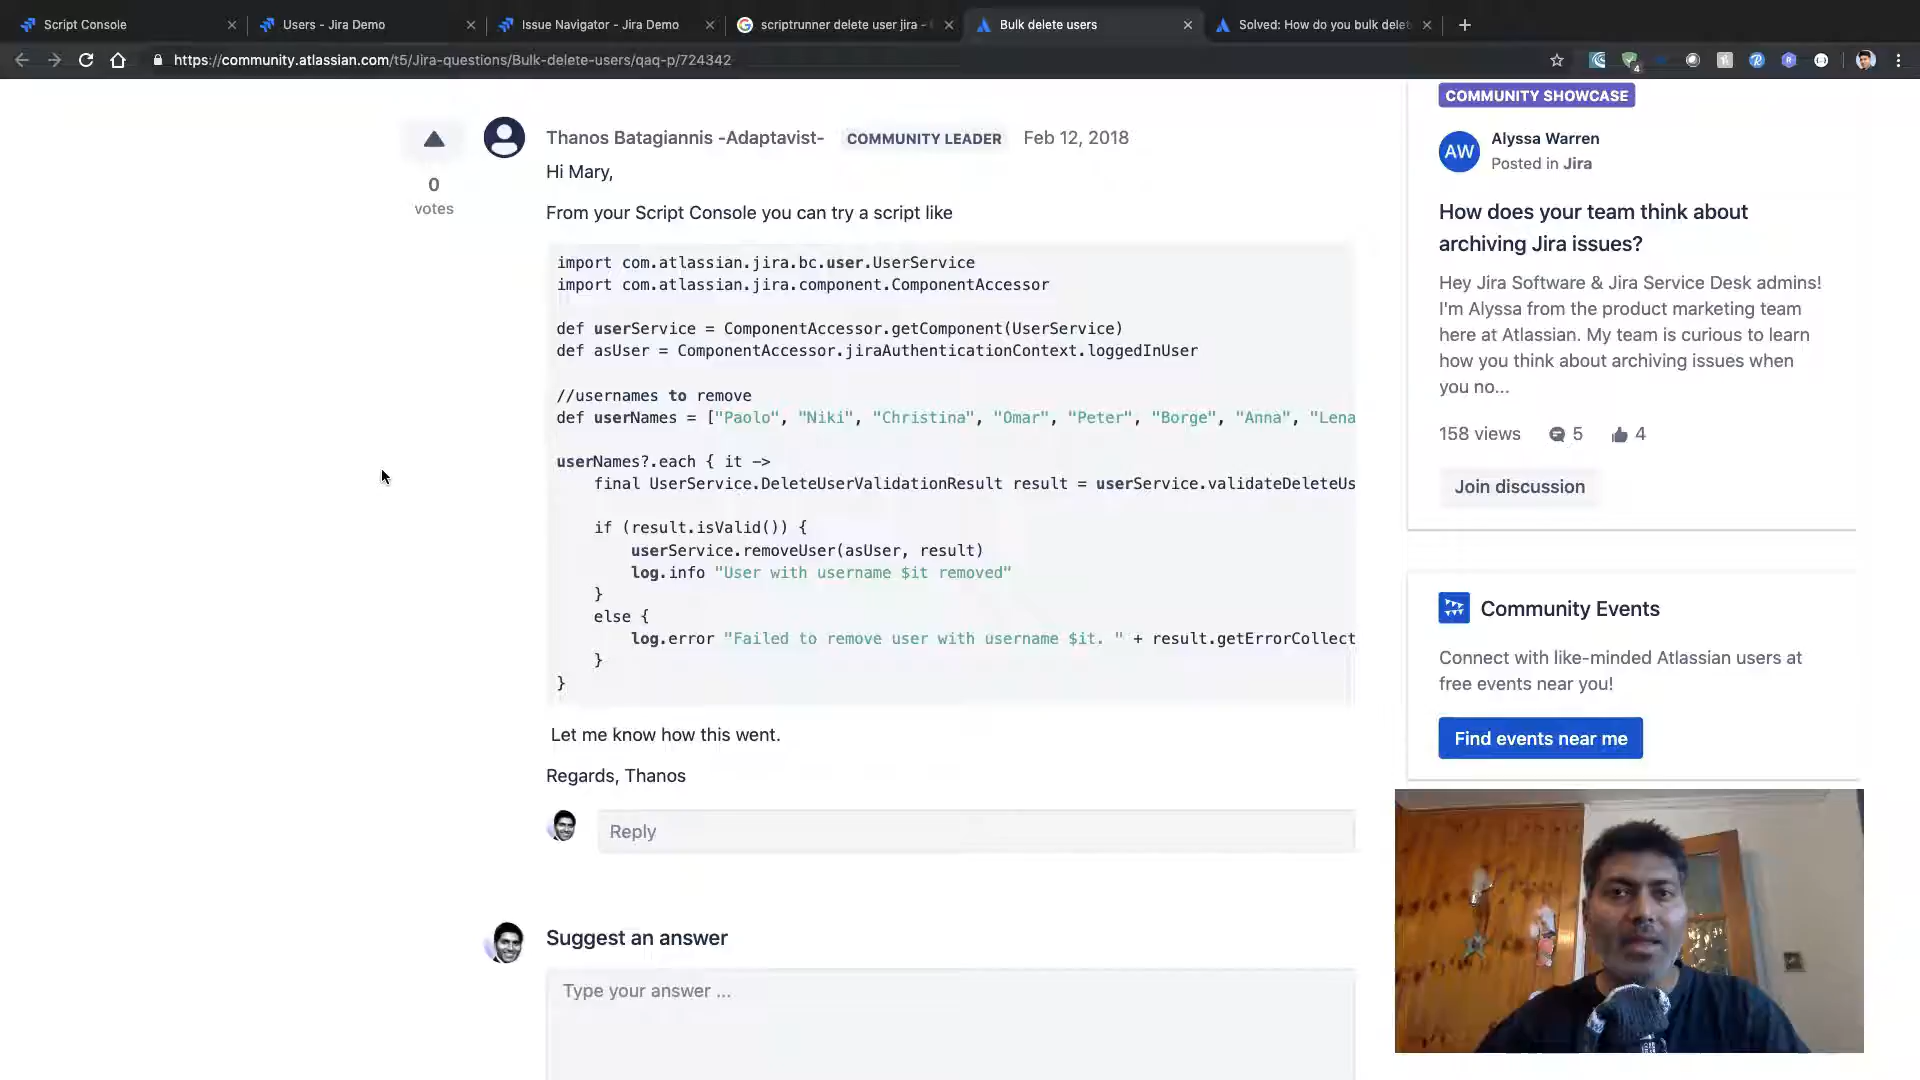 Script Console
Users - Jira Demo
Issue Navigator - Jira Demo
scriptrunner delete user jira -
Bulk delete users
Solved: How do you bulk delet
https://community.atlassian.com/t5/Jira-questions/Bulk-delete-users/qaq-p/724342
4
COMMUNITY SHOWCASE
Thanos Batagiannis -Adaptavist- COMMUNITY LEADER Feb 12, 2018
0
votes
Hi Mary,
From your Script Console you can try a script like
import com.atlassian.jira.bc.user.UserService
import com.atlassian.jira.component.ComponentAccessor
def userService = ComponentAccessor.getComponent(UserService)
def asUser = ComponentAccessor.jiraAuthenticationContext.loggedInUser
//usernames to remove
def userNames = ["Paolo", "Niki", "Christina", "Omar", "Peter", "Borge", "Anna", "Lena
userNames?.each { it ->
final UserService.DeleteUserValidationResult result = userService.validateDeleteUs
if (result.isValid()) {
userService.removeUser(asUser, result)
log.info "User with username $it removed"
}
else {
log.error "Failed to remove user with username $it. " + result.getErrorCollect
}
}
Let me know how this went.
Regards, Thanos
Reply
Suggest an answer
Type your answer ...
AW
Alyssa Warren
Posted in Jira
How does your team think about
archiving Jira issues?
Hey Jira Software & Jira Service Desk admins!
I'm Alyssa from the product marketing team
here at Atlassian. My team is curious to learn
how you think about archiving issues when
you no...
158 views 5 4
Join discussion
Community Events
Connect with like-minded Atlassian users at
free events near you!
Find events near me